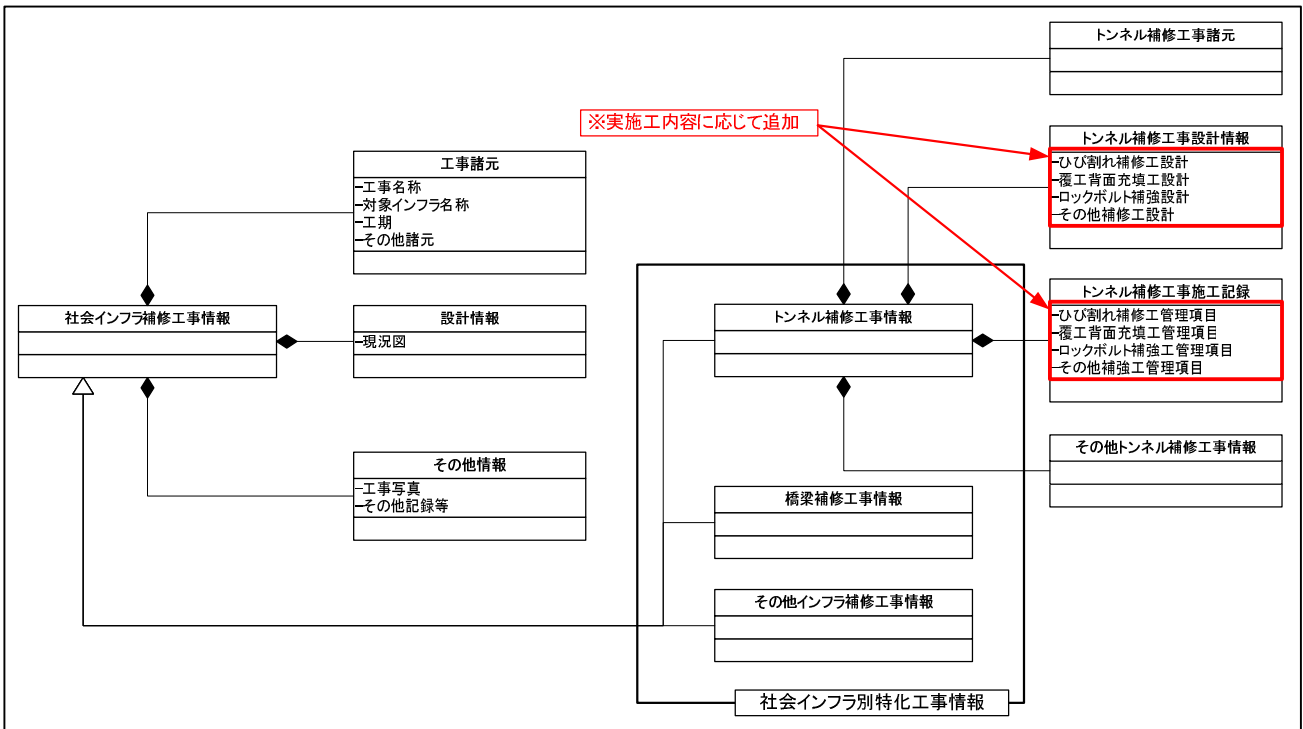 トンネル補修工事諸元
※実施工内容に応じて追加
トンネル補修工事設計情報
-ひび割れ補修工設計
-覆工背面充填工設計
-ロックボルト補強設計
-その他補修工設計
工事諸元
-工事名称
-対象インフラ名称
-工期
-その他諸元
トンネル補修工事施工記録
-ひび割れ補修工管理項目
-覆工背面充填工管理項目
-ロックボルト補強工管理項目
-その他補強工管理項目
社会インフラ補修工事情報
設計情報
-現況図
トンネル補修工事情報
その他トンネル補修工事情報
その他情報
-工事写真
-その他記録等
橋梁補修工事情報
その他インフラ補修工事情報
社会インフラ別特化工事情報